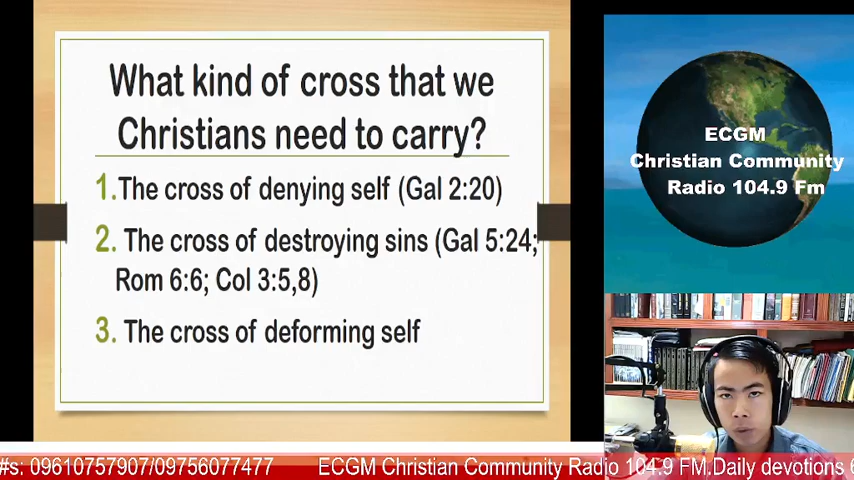 What kind of cross that we
Christians need to carry?
1.The cross of denying self (Gal 2:20)
2. The cross of destroying sins (Gal 5:24;
Rom 6:6; Col 3:5,8)
3. The cross of deforming self
ECGM
Christian Community
Radio 104.9 Fm
#s: 09610757907/09756077477 ECGM Christian Community Radio 104.9 FM.Daily devotions 6